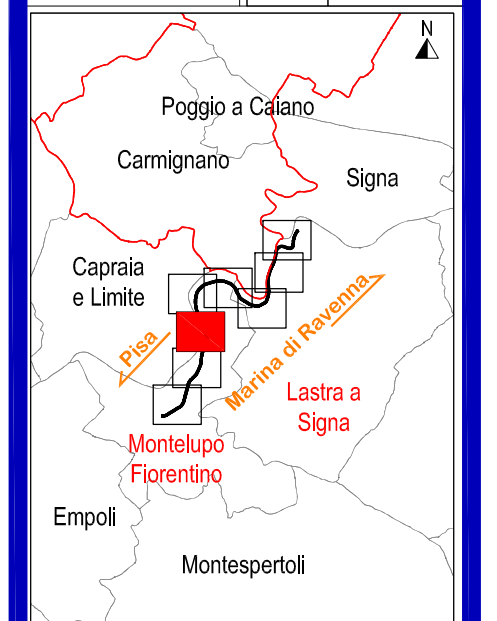 N
Poggio a Caiano
Carmignano
Signa
Capraia
e Limite
Pisa
Marina di Ravenna
Lastra a
Signa
Montelupo
Fiorentino
Empoli
Montespertoli